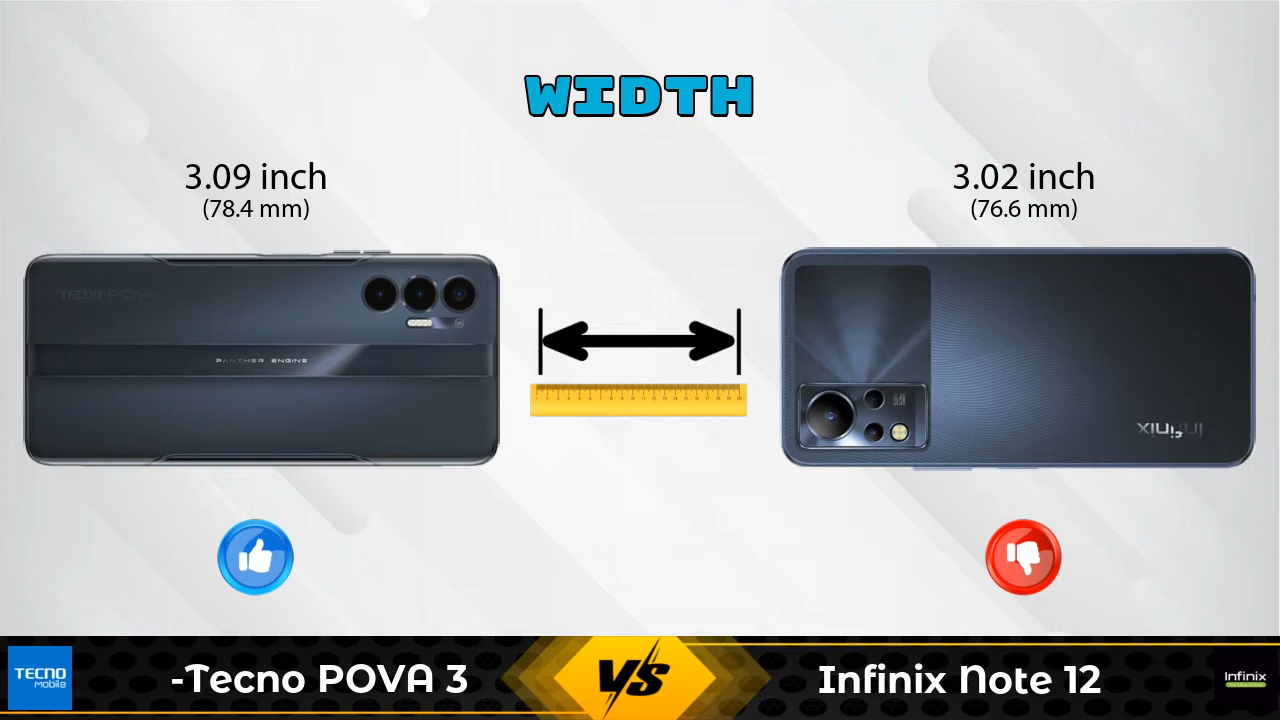 WIDTH
3.09 inch
(78.4 mm)
3.02 inch
(76.6 mm)
TECNO POVA
PANTHER ENGINE
Infinix
TECNO
mobile
-Tecno POVA 3
VS
Infinix Note 12
Infinix